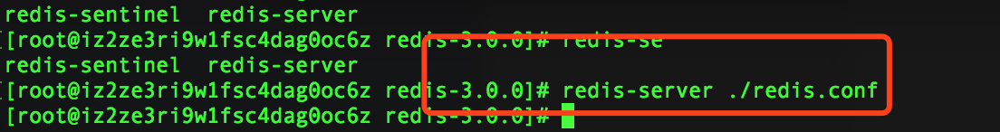 redis-sentinel  redis-server
[root@iz2ze3ri9w1fsc4dag0oc6z redis-3.0.0]# redis-se
redis-sentinel  redis-server
[root@iz2ze3ri9w1fsc4dag0oc6z redis-3.0.0]# redis-server ./redis.conf
[root@iz2ze3ri9w1fsc4dag0oc6z redis-3.0.0]#